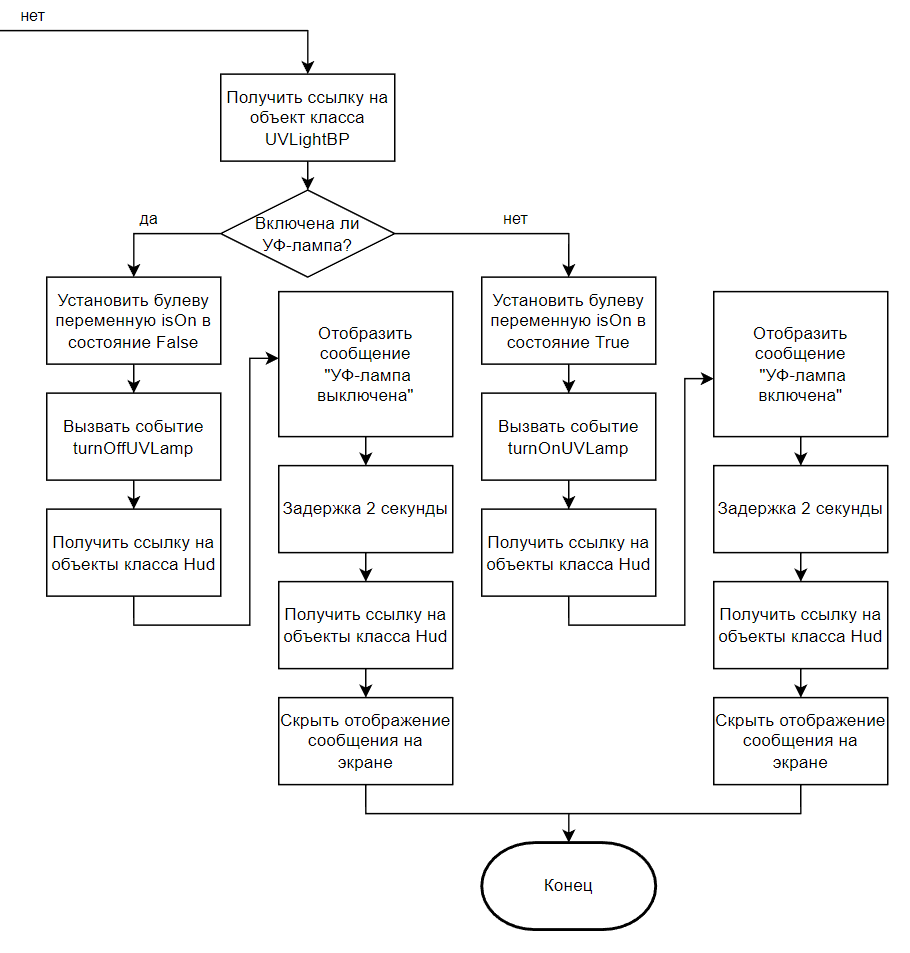 нет
Получить ссылку на
объект класса
UVLightBP
Включена ли
УФ-лампа?
да
нет
Установить булеву
переменную isOn в
состояние False
Вызвать событие
turnOffUVLamp
Получить ссылку на
объекты класса Hud
Отобразить
сообщение
"УФ-лампа
выключена"
Задержка 2 секунды
Получить ссылку на
объекты класса Hud
Скрыть отображение
сообщения на
экране
Установить булеву
переменную isOn в
состояние True
Вызвать событие
turnOnUVLamp
Получить ссылку на
объекты класса Hud
Отобразить
сообщение
"УФ-лампа
включена"
Задержка 2 секунды
Получить ссылку на
объекты класса Hud
Скрыть отображение
сообщения на
экране
Конец